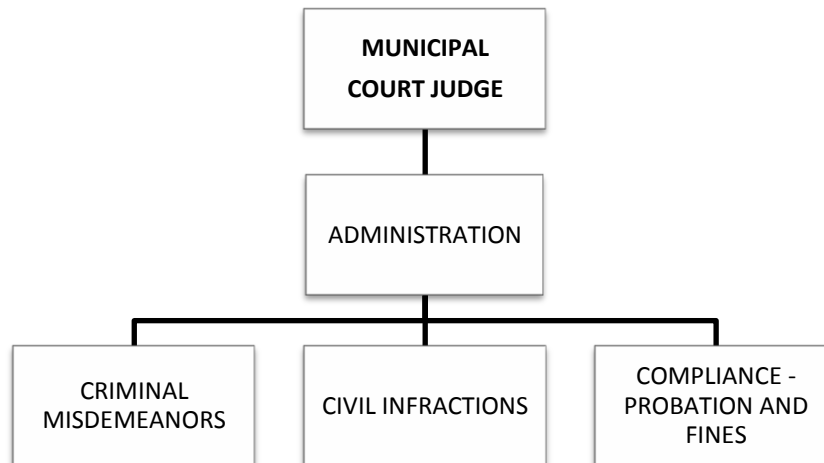 MUNICIPAL
COURT JUDGE
ADMINISTRATION
CRIMINAL
MISDEMEANORS
CIVIL INFRACTIONS
COMPLIANCE -
PROBATION AND
FINES